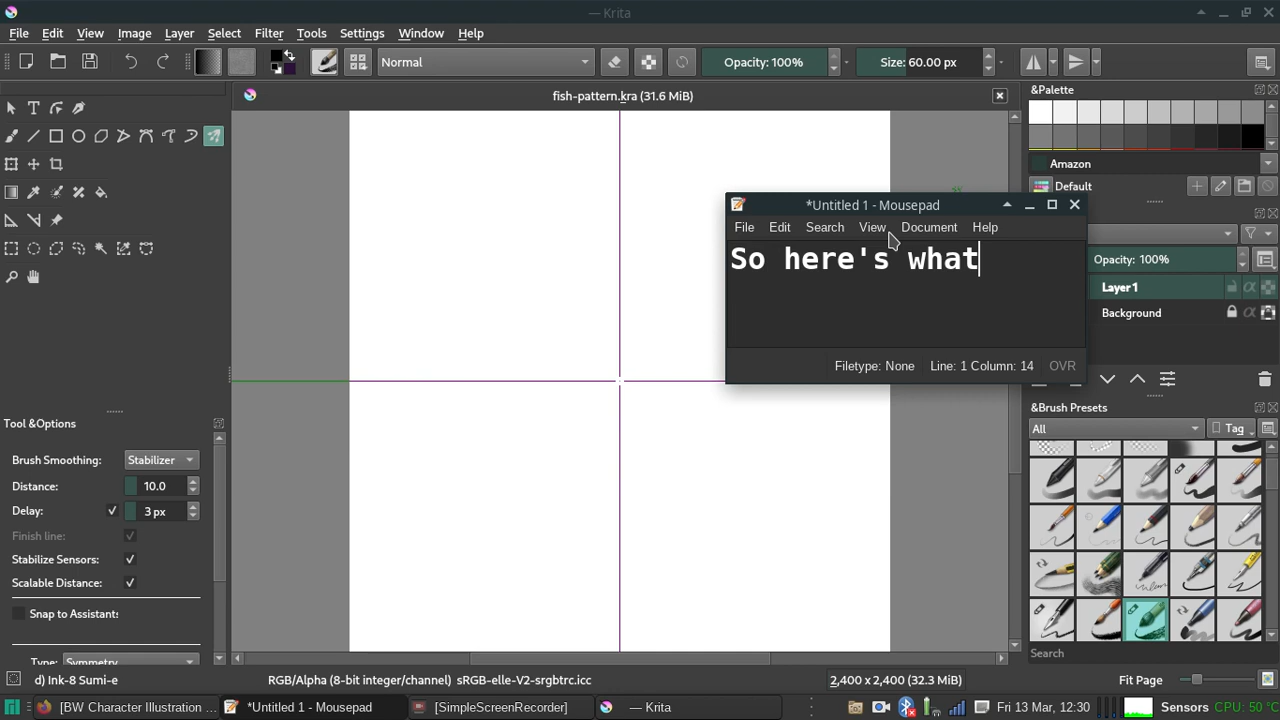 — Krita
File Edit View Image Layer Select Filter Tools Settings Window Help
Normal
Opacity: 100%
Size: 60.00 px
fish-pattern.kra (31.6 MiB)
&Palette
Amazon
Default
*Untitled 1 - Mousepad
File Edit Search View Document Help
So here's what
Filetype: None Line: 1 Column: 14 OVR
Opacity: 100%
Layer1
Background
Tool &Options
Brush Smoothing: Stabilizer
Distance: 10.0
Delay: 3 px
Finish line:
Stabilize Sensors:
Scalable Distance:
Snap to Assistants
Type: Symmetry
&Brush Presets
All
Tag
Search
d) Ink-8 Sumi-e
RGB/Alpha (8-bit integer/channel) sRGB-elle-V2-srgbtrc.icc
2,400 x 2,400 (32.3 MiB)
Fit Page
[BW Character Illustration ...
*Untitled 1 - Mousepad
[SimpleScreenRecorder]
— Krita
Fri 13 Mar, 12:30
Sensors CPU: 50 °C